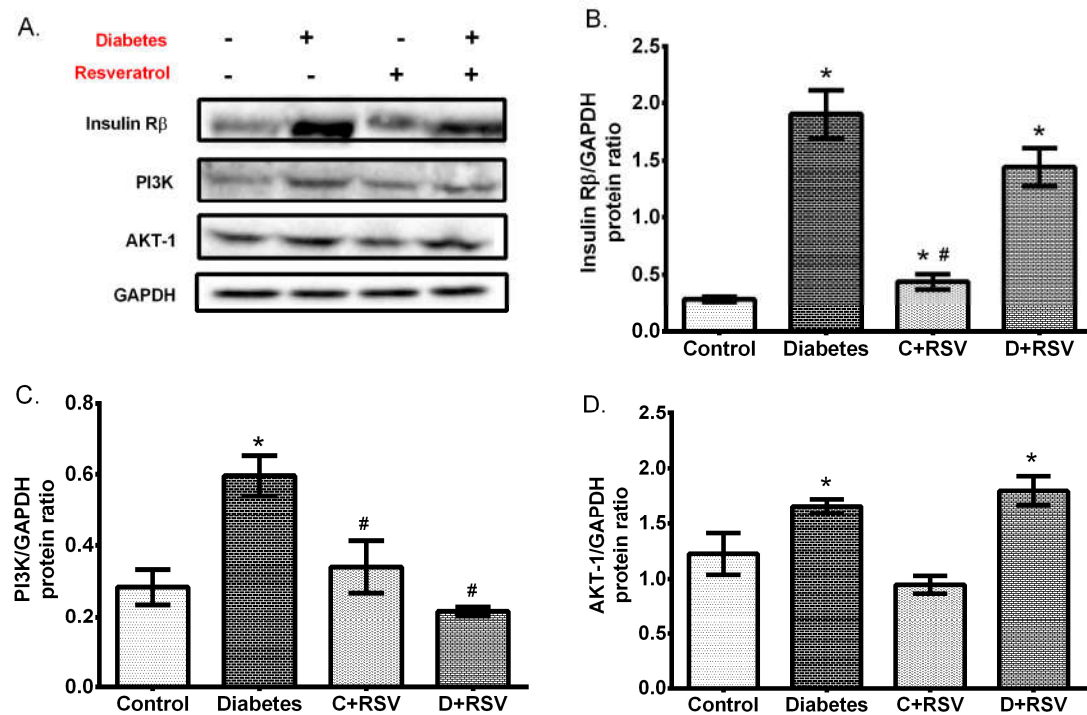 A.
Diabetes - + - +
Resveratrol - - + +
Insulin Rβ
PI3K
AKT-1
GAPDH
B.
Insulin Rβ/GAPDH
protein ratio
2.5
2.0
1.5
1.0
0.5
0.0
*
* #
*
Control Diabetes C+RSV D+RSV
C.
PI3K/GAPDH
protein ratio
0.8
0.6
0.4
0.2
0.0
*
#
#
Control Diabetes C+RSV D+RSV
D.
AKT-1/GAPDH
protein ratio
2.5
2.0
1.5
1.0
0.5
0.0
*
*
Control Diabetes C+RSV D+RSV